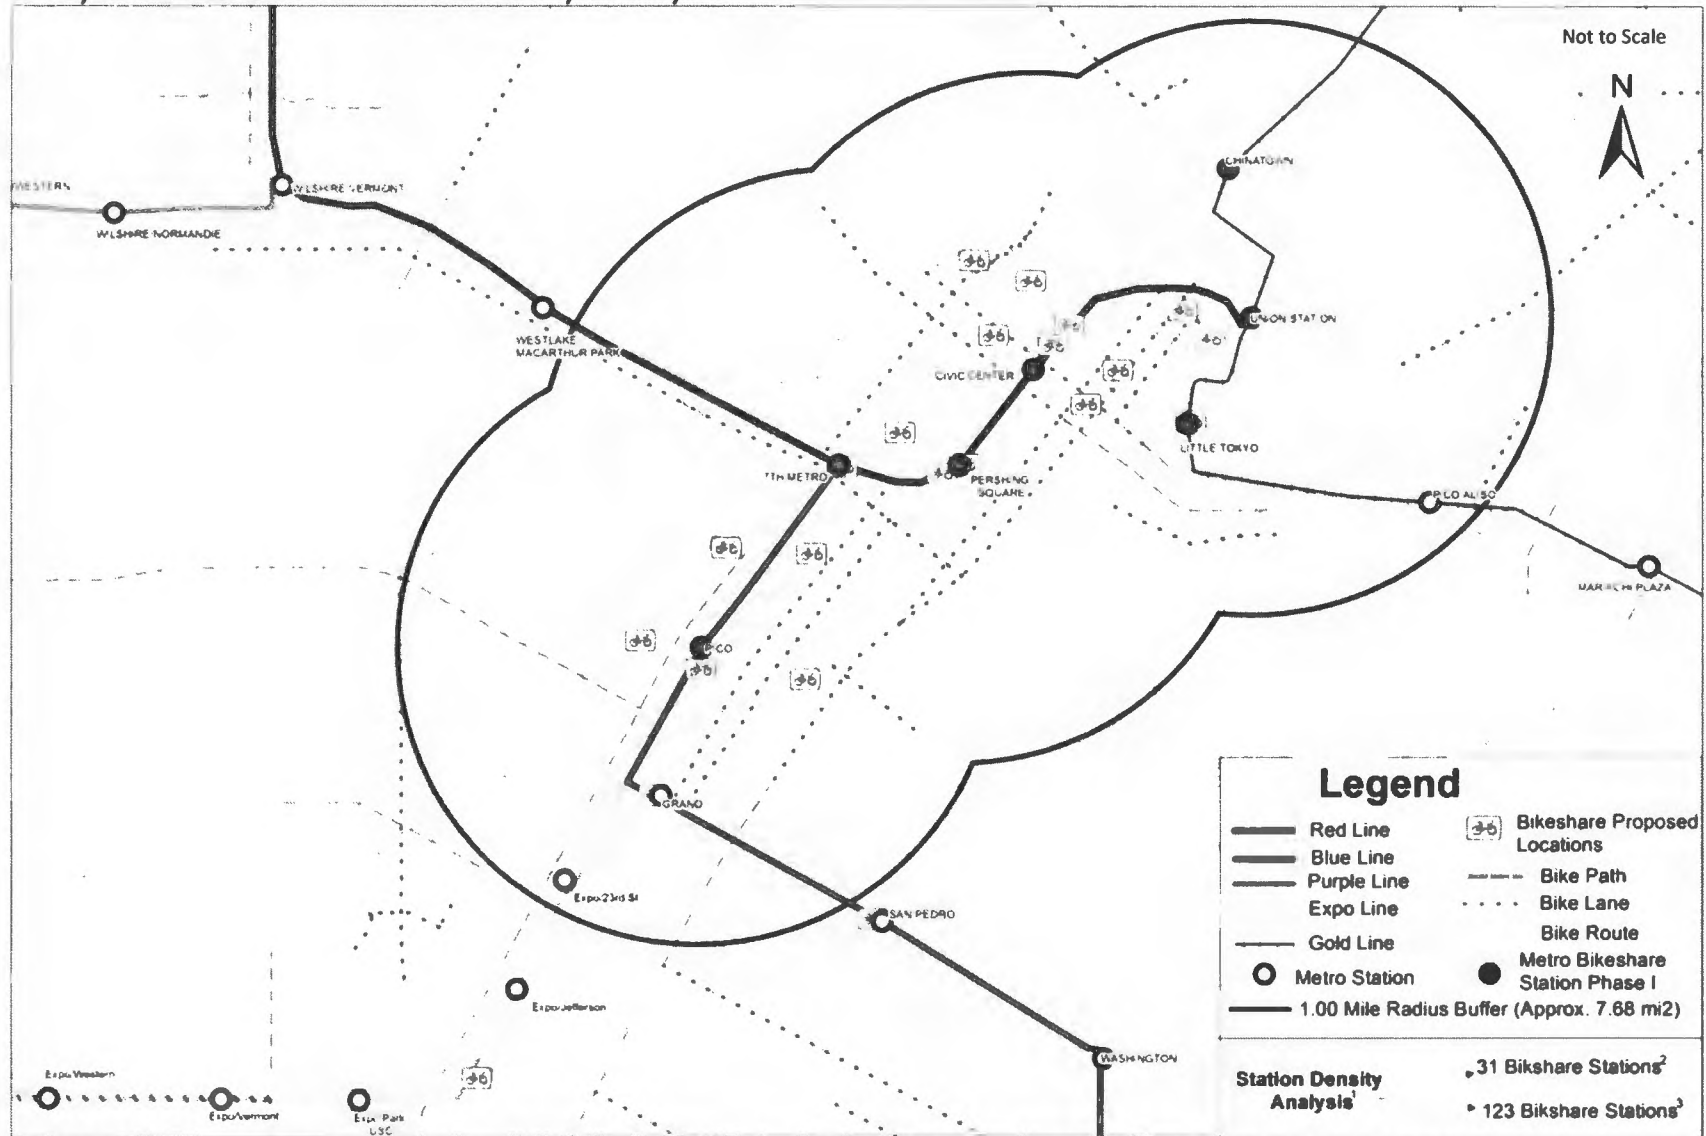 Not to Scale
N
CHINATOWN
WESTERN
WILSHIRE/VERMONT
WILSHIRE/NORMANDIE
UNION STATION
WESTLAKE
MACARTHUR PARK
CIVIC CENTER
LITTLE TOKYO
7TH METRO
PERSHING
SQUARE
PICO ALISO
MARIACHI PLAZA
PICO
GRAND
Expo/23rd St
SAN PEDRO
Expo/Jefferson
WASHINGTON
Expo/Western
Expo/Vermont
Expo Park
USC
Legend
Red Line
Blue Line
Purple Line
Expo Line
Gold Line
Metro Station
Bikeshare Proposed
Locations
Bike Path
Bike Lane
Bike Route
Metro Bikeshare
Station Phase I
1.00 Mile Radius Buffer (Approx. 7.68 mi2)
Station Density
Analysis1
31 Bikshare Stations2
123 Bikshare Stations3